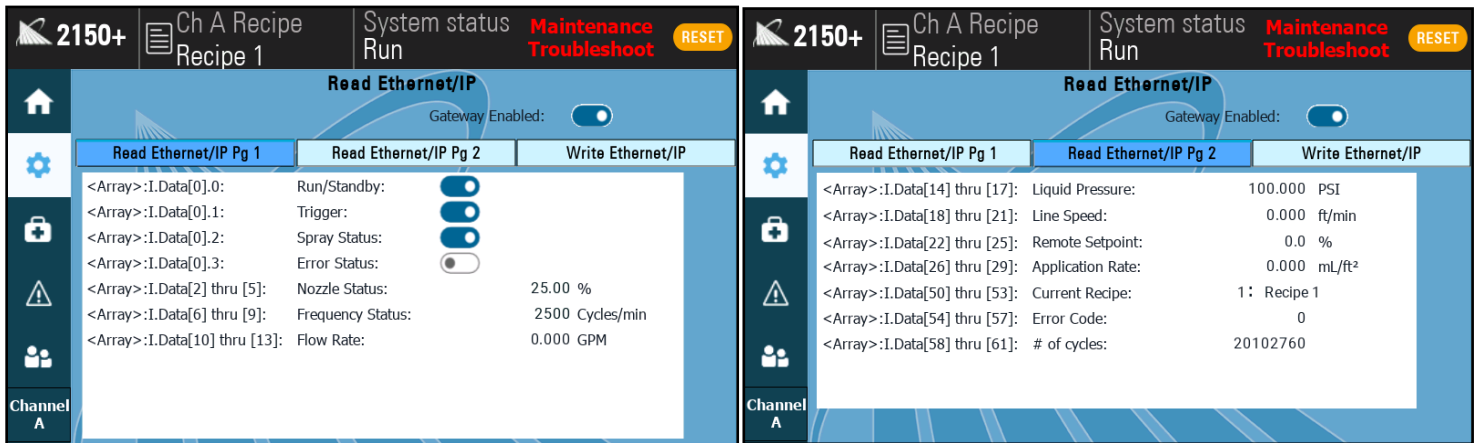 2150+
Ch A Recipe
Recipe 1
System status
Run
Maintenance
Troubleshoot
RESET
Read Ethernet/IP
Gateway Enabled:
Read Ethernet/IP Pg 1 Read Ethernet/IP Pg 2 Write Ethernet/IP
<Array>:I.Data[0].0: Run/Standby:
<Array>:I.Data[0].1: Trigger:
<Array>:I.Data[0].2: Spray Status:
<Array>:I.Data[0].3: Error Status:
<Array>:I.Data[2] thru [5]: Nozzle Status: 25.00 %
<Array>:I.Data[6] thru [9]: Frequency Status: 2500 Cycles/min
<Array>:I.Data[10] thru [13]: Flow Rate: 0.000 GPM
Channel
A
2150+
Ch A Recipe
Recipe 1
System status
Run
Maintenance
Troubleshoot
RESET
Read Ethernet/IP
Gateway Enabled:
Read Ethernet/IP Pg 1 Read Ethernet/IP Pg 2 Write Ethernet/IP
<Array>:I.Data[14] thru [17]: Liquid Pressure: 100.000 PSI
<Array>:I.Data[18] thru [21]: Line Speed: 0.000 ft/min
<Array>:I.Data[22] thru [25]: Remote Setpoint: 0.0 %
<Array>:I.Data[26] thru [29]: Application Rate: 0.000 mL/ft²
<Array>:I.Data[50] thru [53]: Current Recipe: 1: Recipe 1
<Array>:I.Data[54] thru [57]: Error Code: 0
<Array>:I.Data[58] thru [61]: # of cycles: 20102760
Channel
A